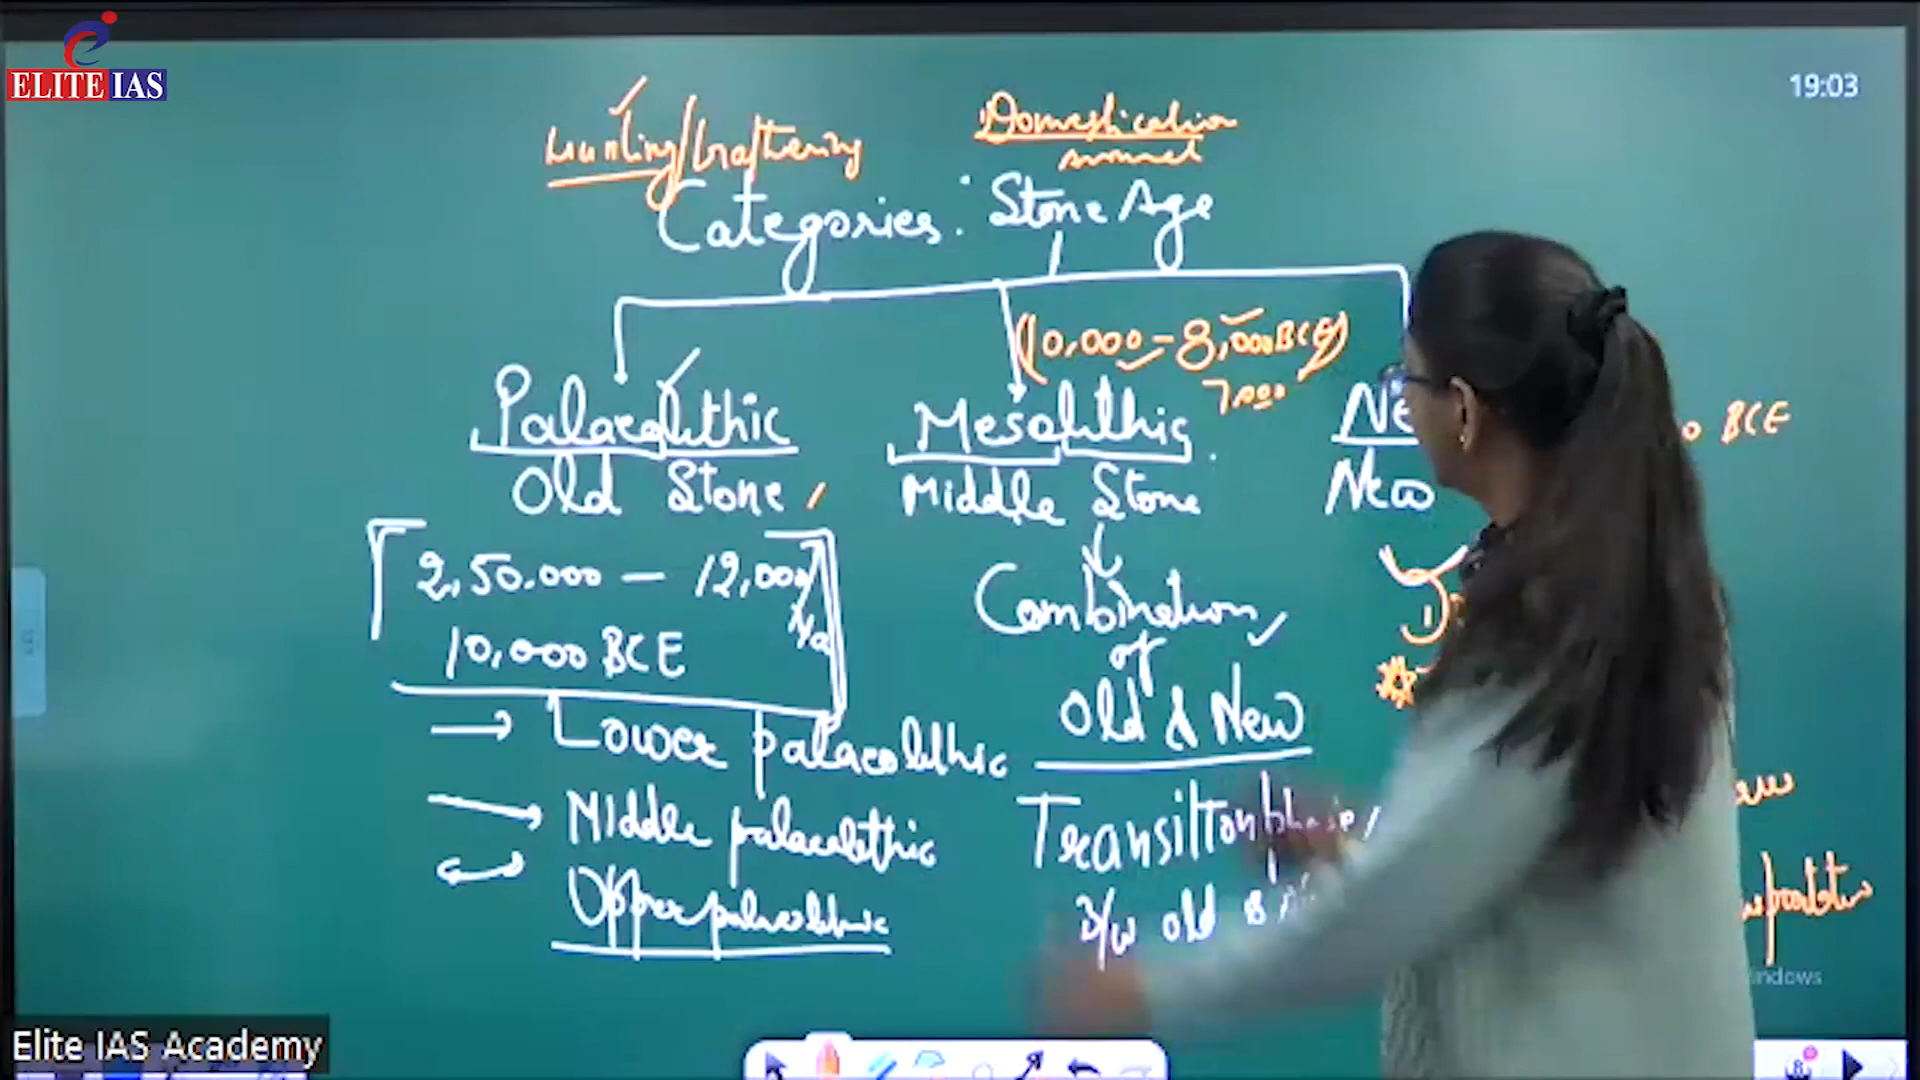 ELITE IAS
19:03
Hunting/Gathering
Domestication
animal
Categories: Stone Age
(10,000 - 8,000 BCE)
7000
Palaeolithic
Mesolithic
Ne
BCE
Old Stone
Middle Stone
New
2,50.000 - 12,000
10,000 BCE
Combination
of
Old & New
Lower palaeolithic
Middle palaeolithic
Upper palaeolithic
Transition phase
B/w old &
indows
Elite IAS Academy